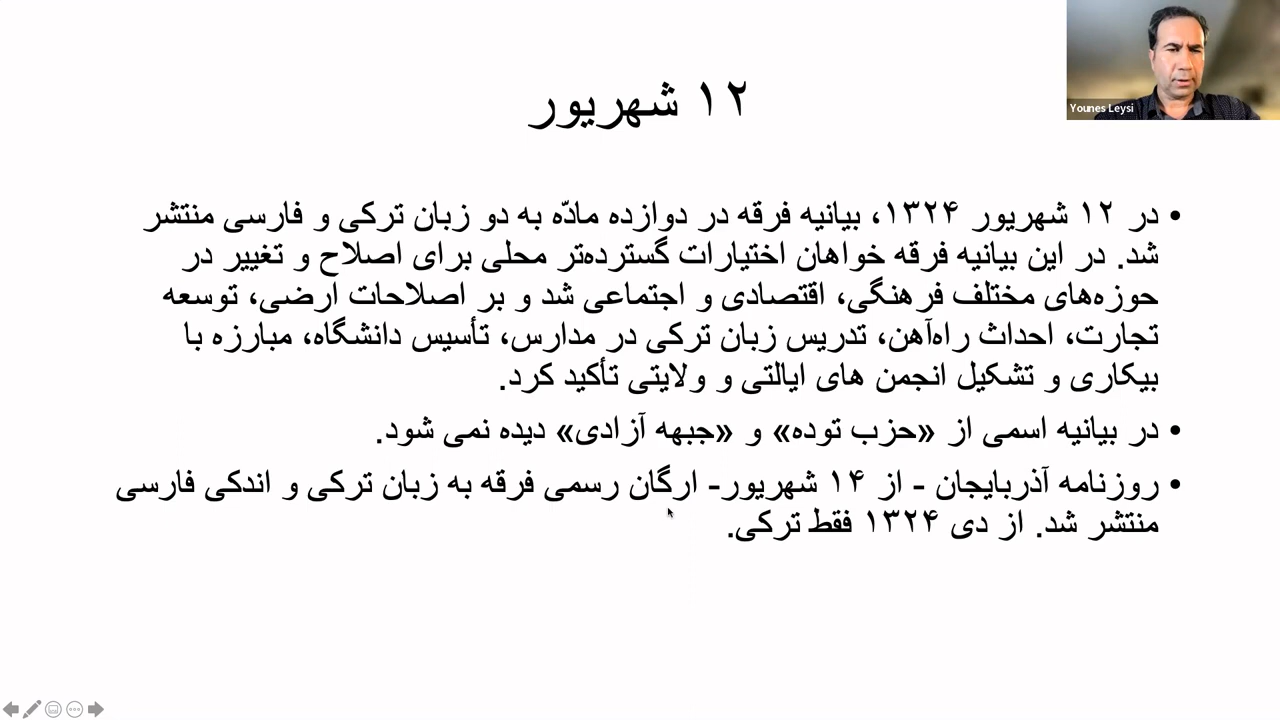 ۱۲ شهریور
Younes Leysi
• در ۱۲ شهریور ۱۳۲۴، بیانیه فرقه در دوازده مادّه به دو زبان ترکی و فارسی منتشر
شد. در این بیانیه فرقه خواهان اختیارات گسترده‌تر محلی برای اصلاح و تغییر در
حوزه‌های مختلف فرهنگی، اقتصادی و اجتماعی شد و بر اصلاحات ارضی، توسعه
تجارت، احداث راه‌آهن، تدریس زبان ترکی در مدارس، تأسیس دانشگاه، مبارزه با
بیکاری و تشکیل انجمن های ایالتی و ولایتی تأکید کرد.
• در بیانیه اسمی از «حزب توده» و «جبهه آزادی» دیده نمی شود.
• روزنامه آذربایجان - از ۱۴ شهریور- ارگان رسمی فرقه به زبان ترکی و اندکی فارسی
منتشر شد. از دی ۱۳۲۴ فقط ترکی.